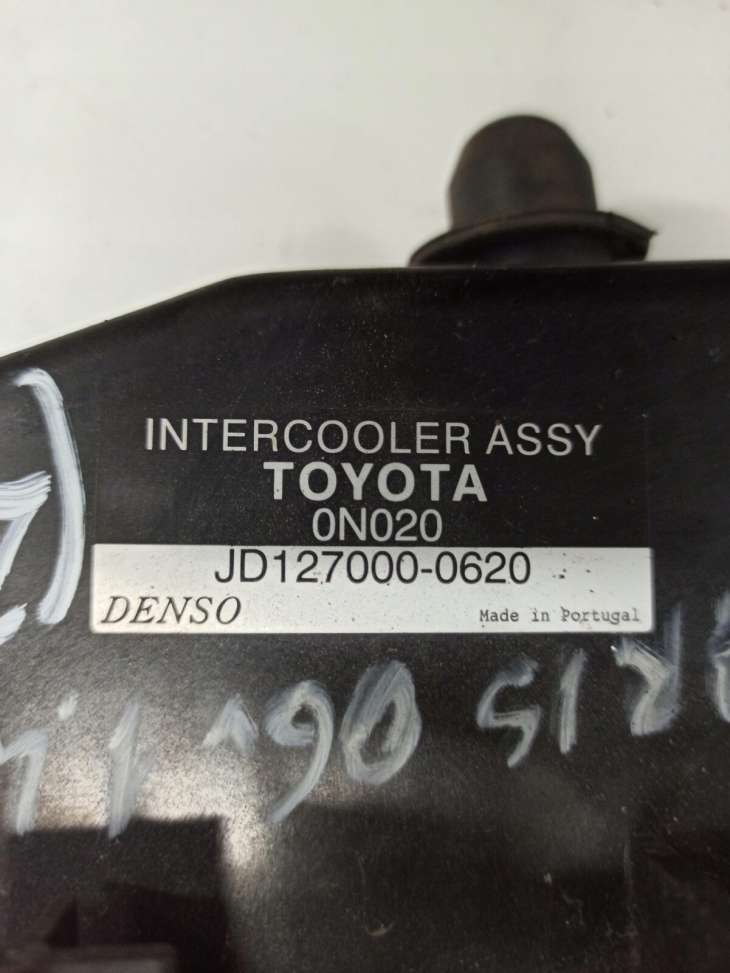 INTERCOOLER ASSY
TOYOTA
0N020
JD127000-0620
DENSO Made in Portugal